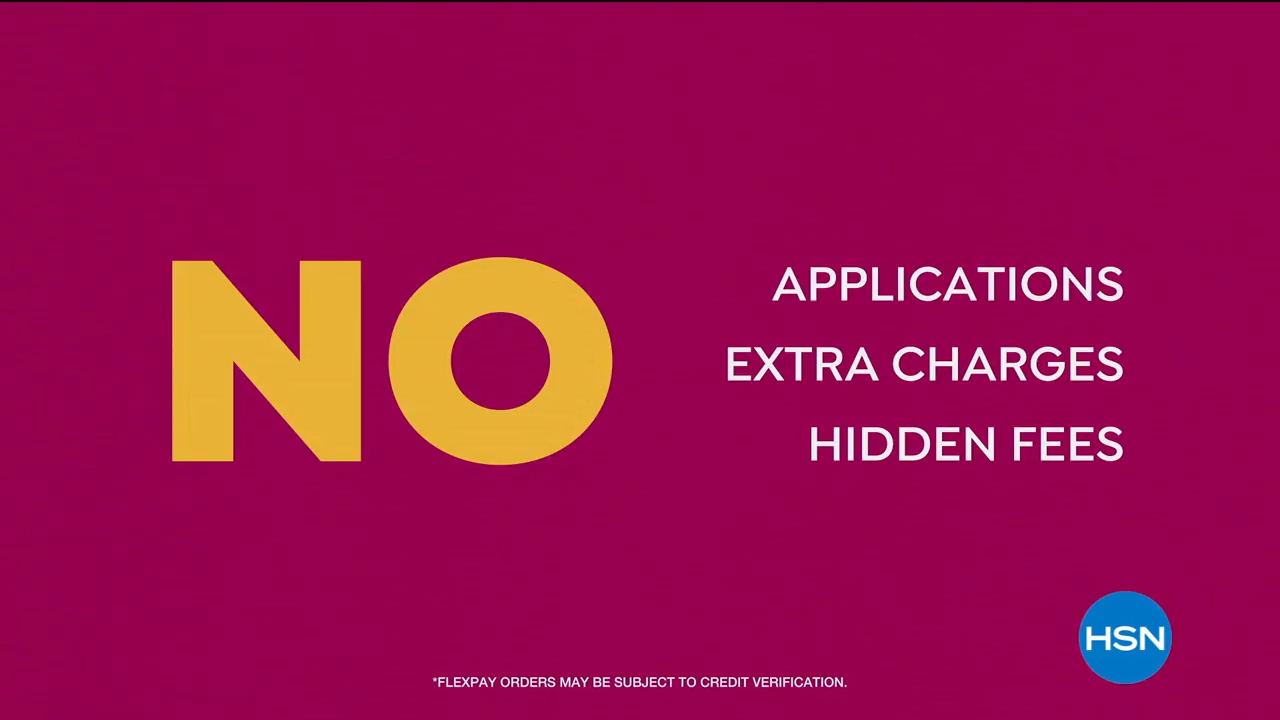 NO
APPLICATIONS
EXTRA CHARGES
HIDDEN FEES
HSN
*FLEXPAY ORDERS MAY BE SUBJECT TO CREDIT VERIFICATION.